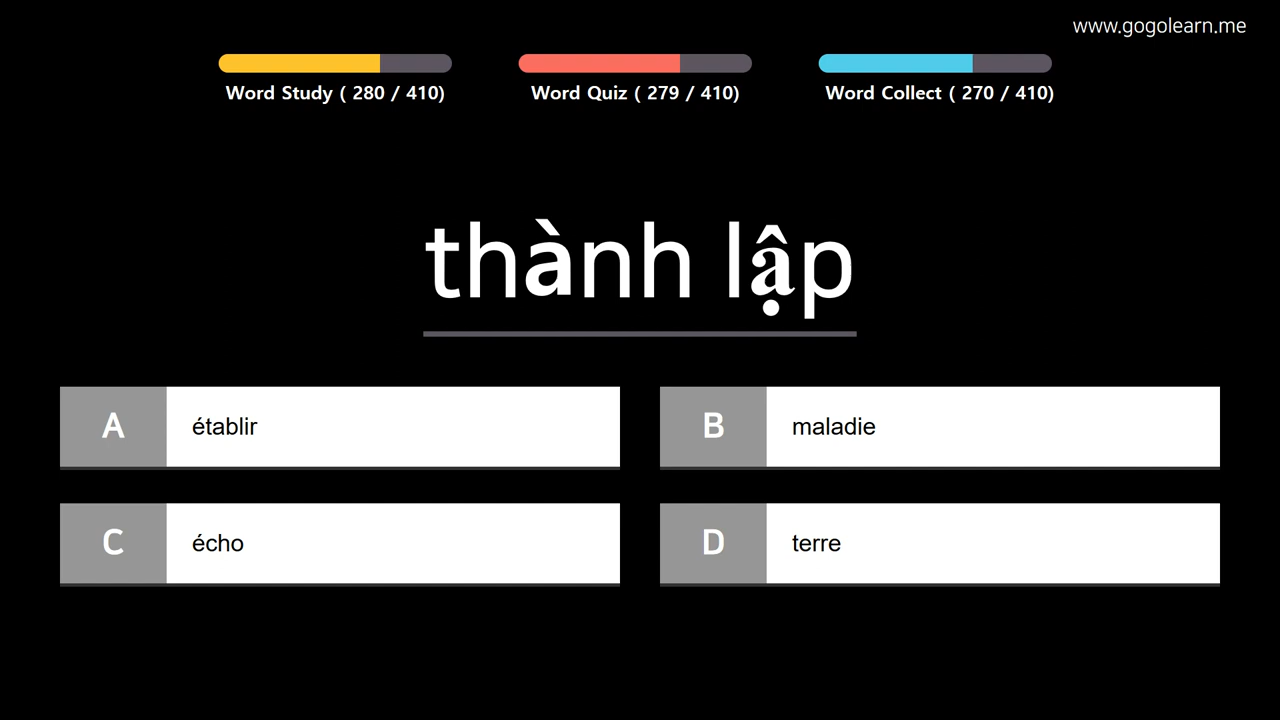 www.gogolearn.me
Word Study ( 280 / 410)
Word Quiz ( 279 / 410)
Word Collect ( 270 / 410)
thành lập
A établir
B maladie
C écho
D terre